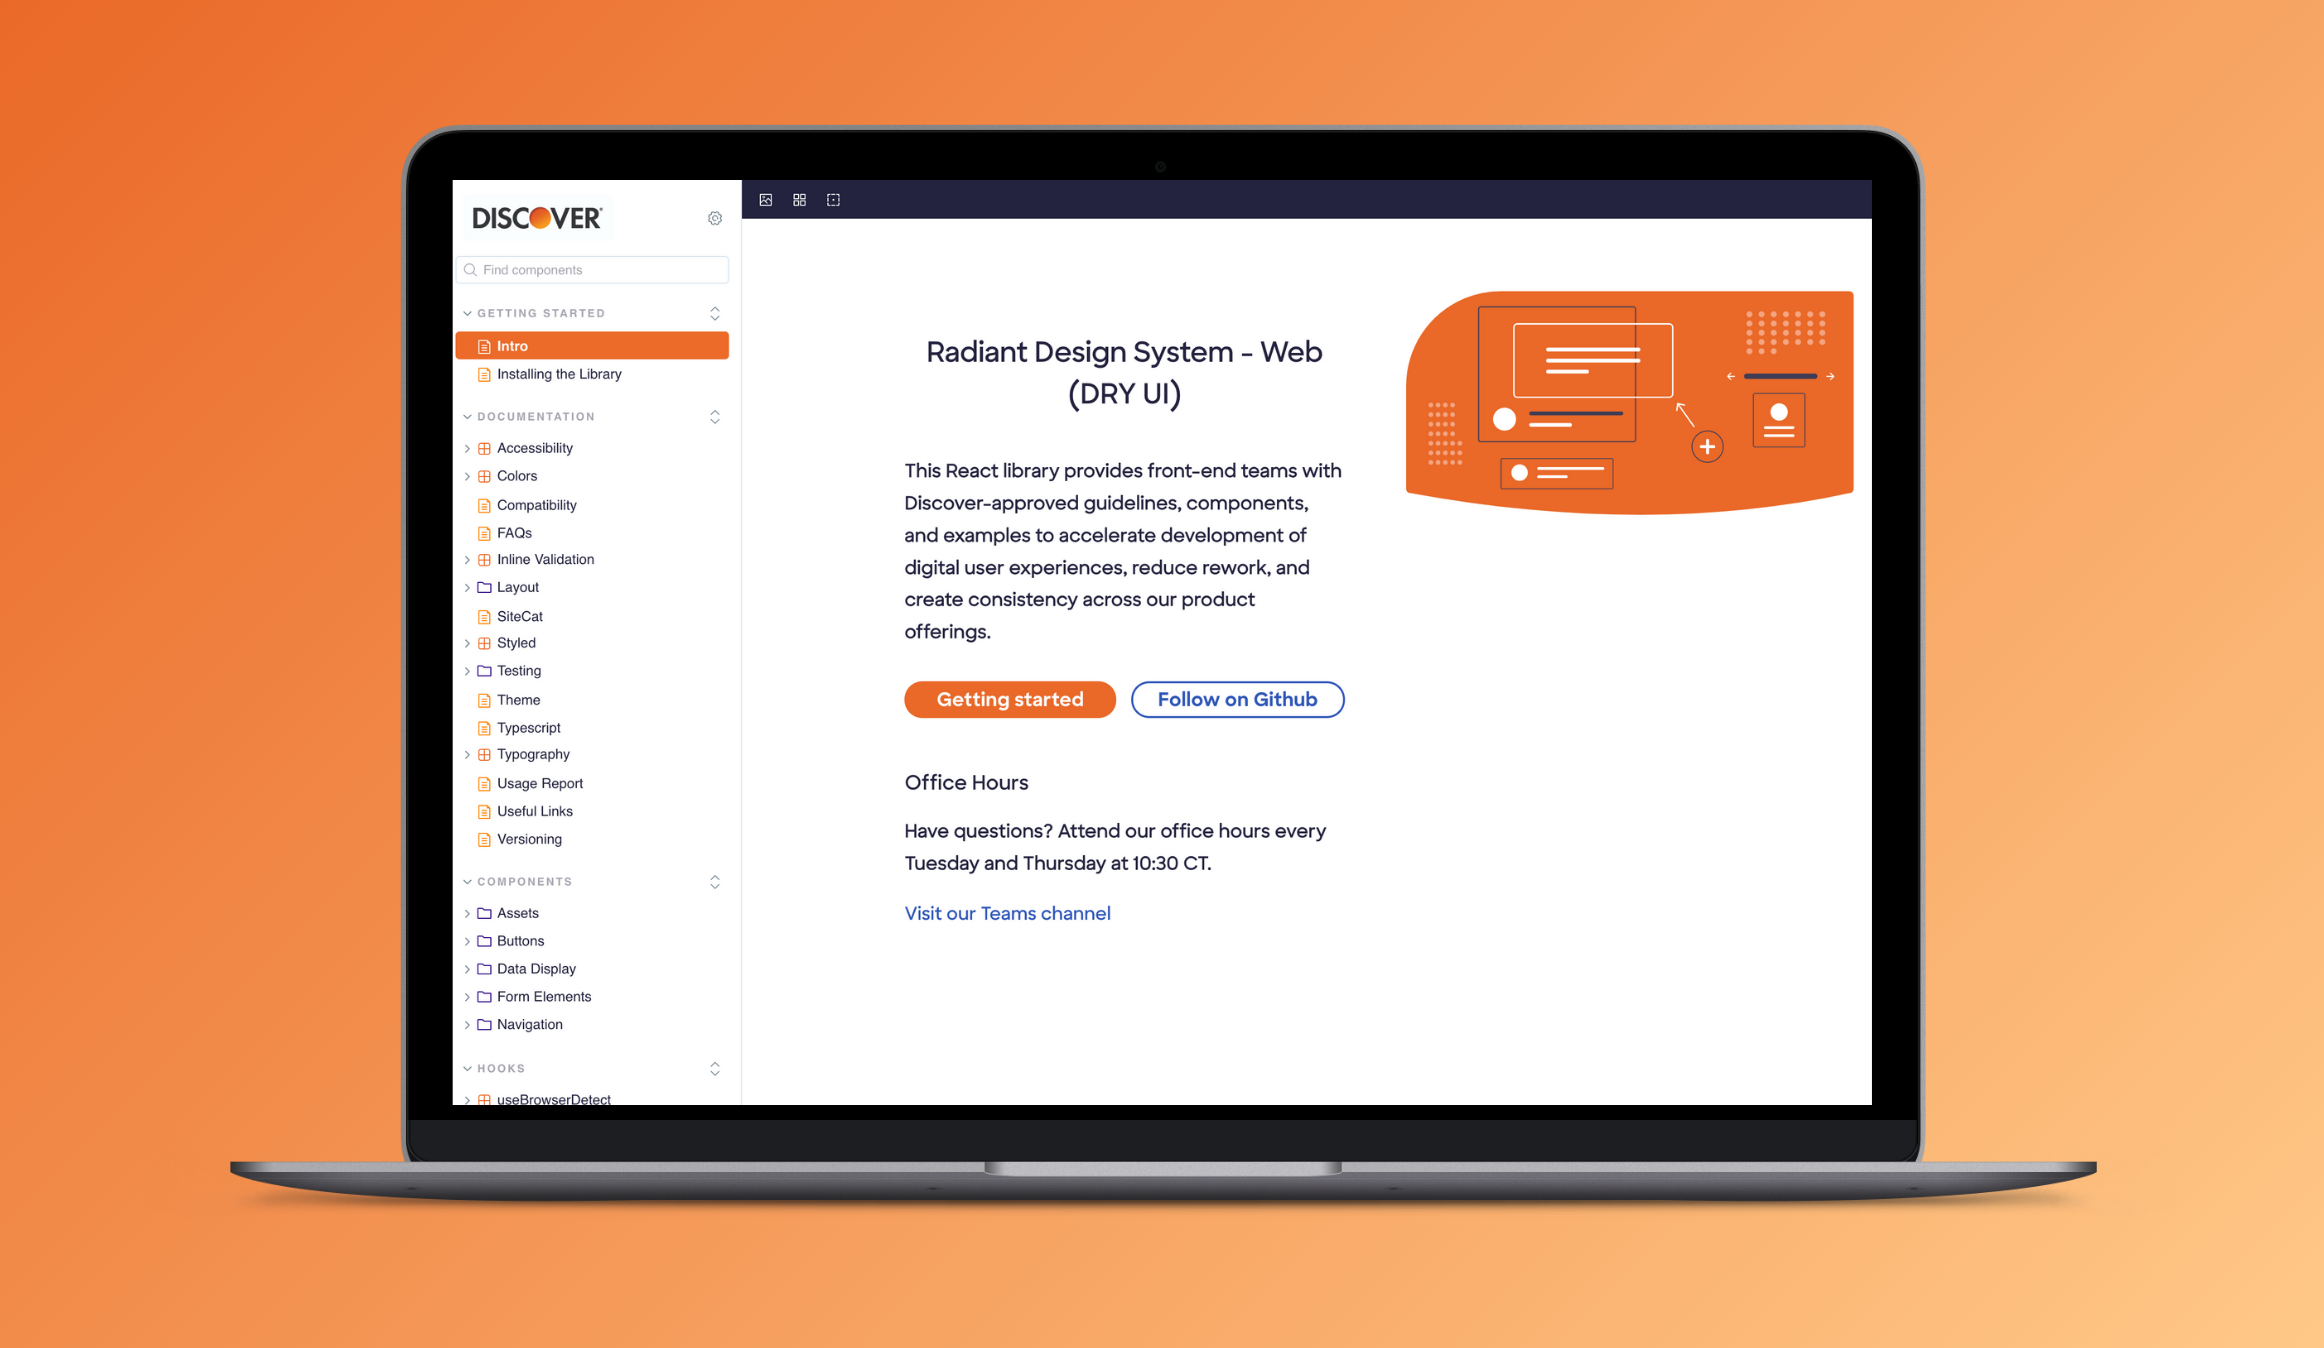 DISCOVER®
Find components
GETTING STARTED
Intro
Installing the Library
DOCUMENTATION
Accessibility
Colors
Compatibility
FAQs
Inline Validation
Layout
SiteCat
Styled
Testing
Theme
Typescript
Typography
Usage Report
Useful Links
Versioning
COMPONENTS
Assets
Buttons
Data Display
Form Elements
Navigation
HOOKS
useBrowserDetect
Radiant Design System - Web
(DRY UI)
This React library provides front-end teams with
Discover-approved guidelines, components,
and examples to accelerate development of
digital user experiences, reduce rework, and
create consistency across our product
offerings.
Getting started
Follow on Github
Office Hours
Have questions? Attend our office hours every
Tuesday and Thursday at 10:30 CT.
Visit our Teams channel